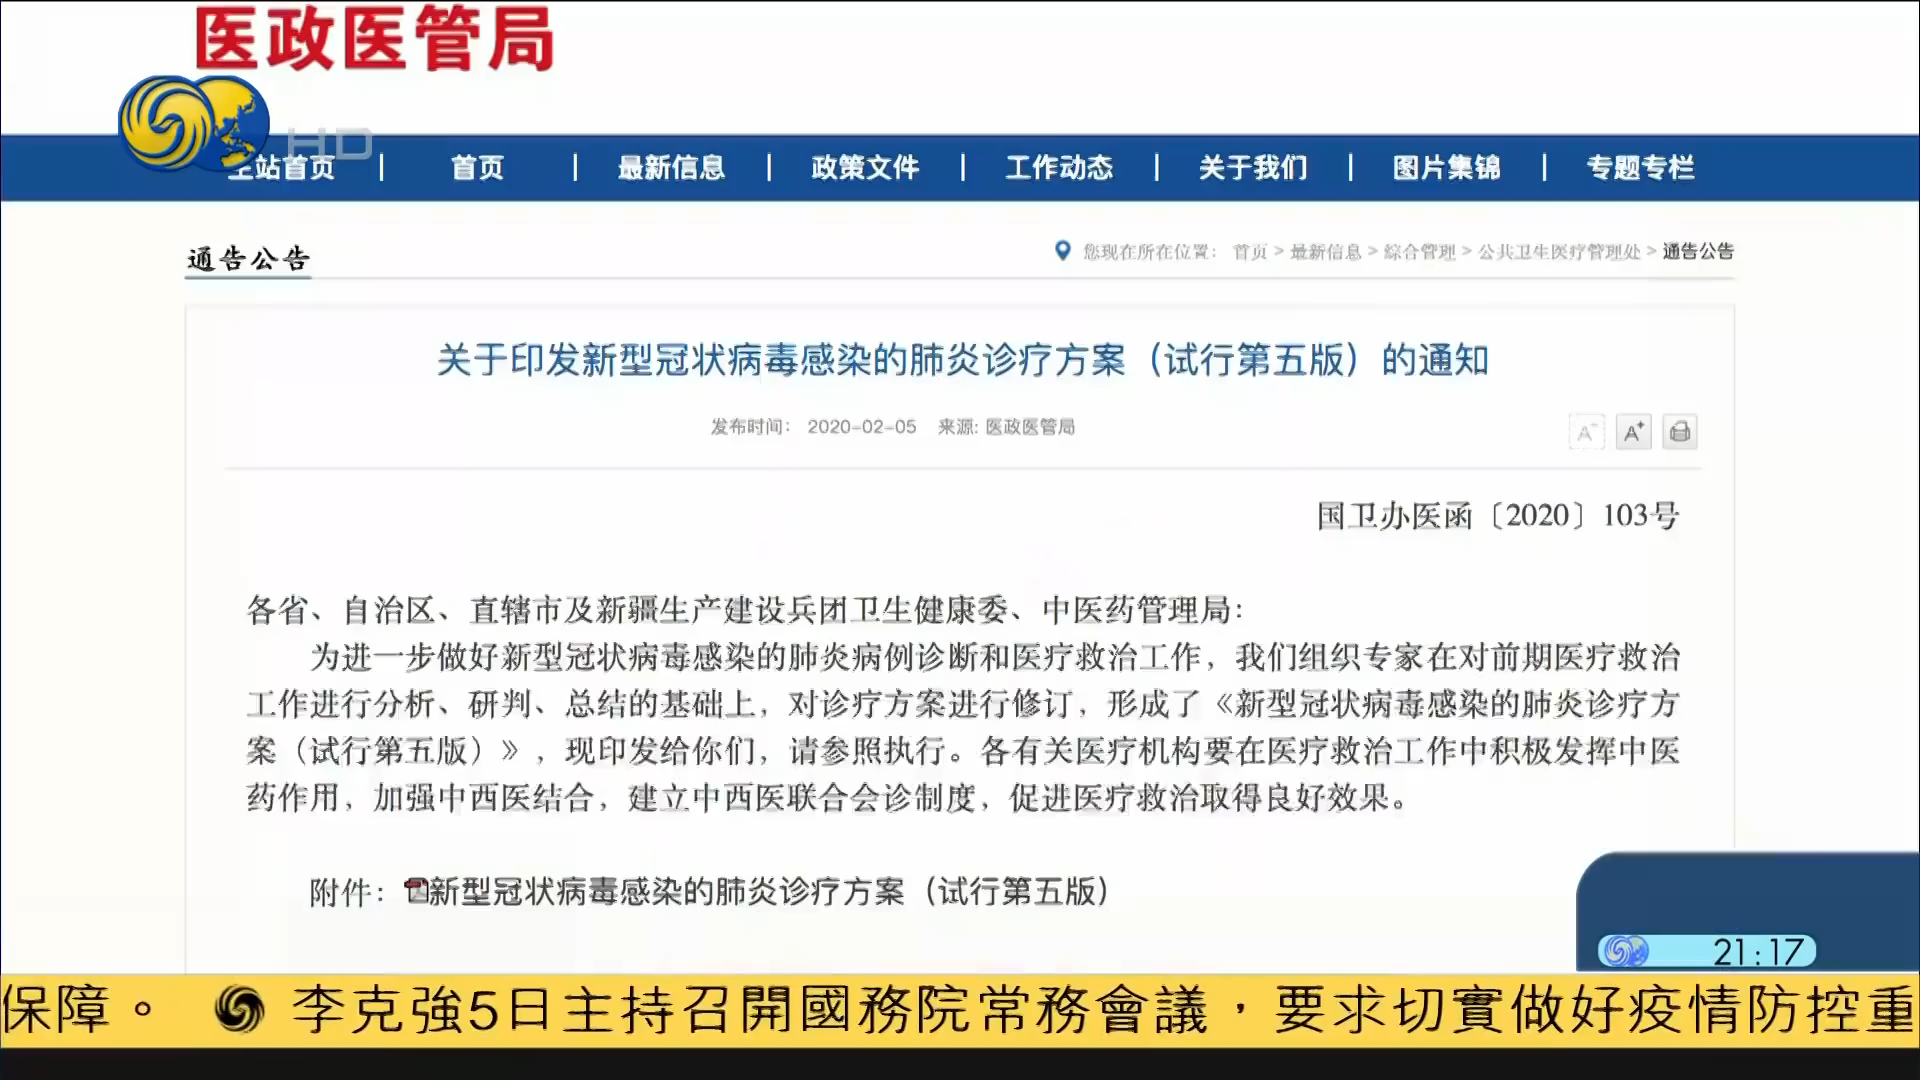 医政医管局
HD
主站首页 | 首页 | 最新信息 | 政策文件 | 工作动态 | 关于我们 | 图片集锦 | 专题专栏
通告公告
您现在所在位置： 首页 > 最新信息 > 综合管理 > 公共卫生医疗管理处 > 通告公告
关于印发新型冠状病毒感染的肺炎诊疗方案（试行第五版）的通知
发布时间： 2020-02-05 来源: 医政医管局
A⁻ A⁺
国卫办医函〔2020〕103号
各省、自治区、直辖市及新疆生产建设兵团卫生健康委、中医药管理局：
为进一步做好新型冠状病毒感染的肺炎病例诊断和医疗救治工作，我们组织专家在对前期医疗救治
工作进行分析、研判、总结的基础上，对诊疗方案进行修订，形成了《新型冠状病毒感染的肺炎诊疗方
案（试行第五版）》，现印发给你们，请参照执行。各有关医疗机构要在医疗救治工作中积极发挥中医
药作用，加强中西医结合，建立中西医联合会诊制度，促进医疗救治取得良好效果。
附件：新型冠状病毒感染的肺炎诊疗方案（试行第五版）
21:17
保障。 李克強5日主持召開國務院常務會議，要求切實做好疫情防控重